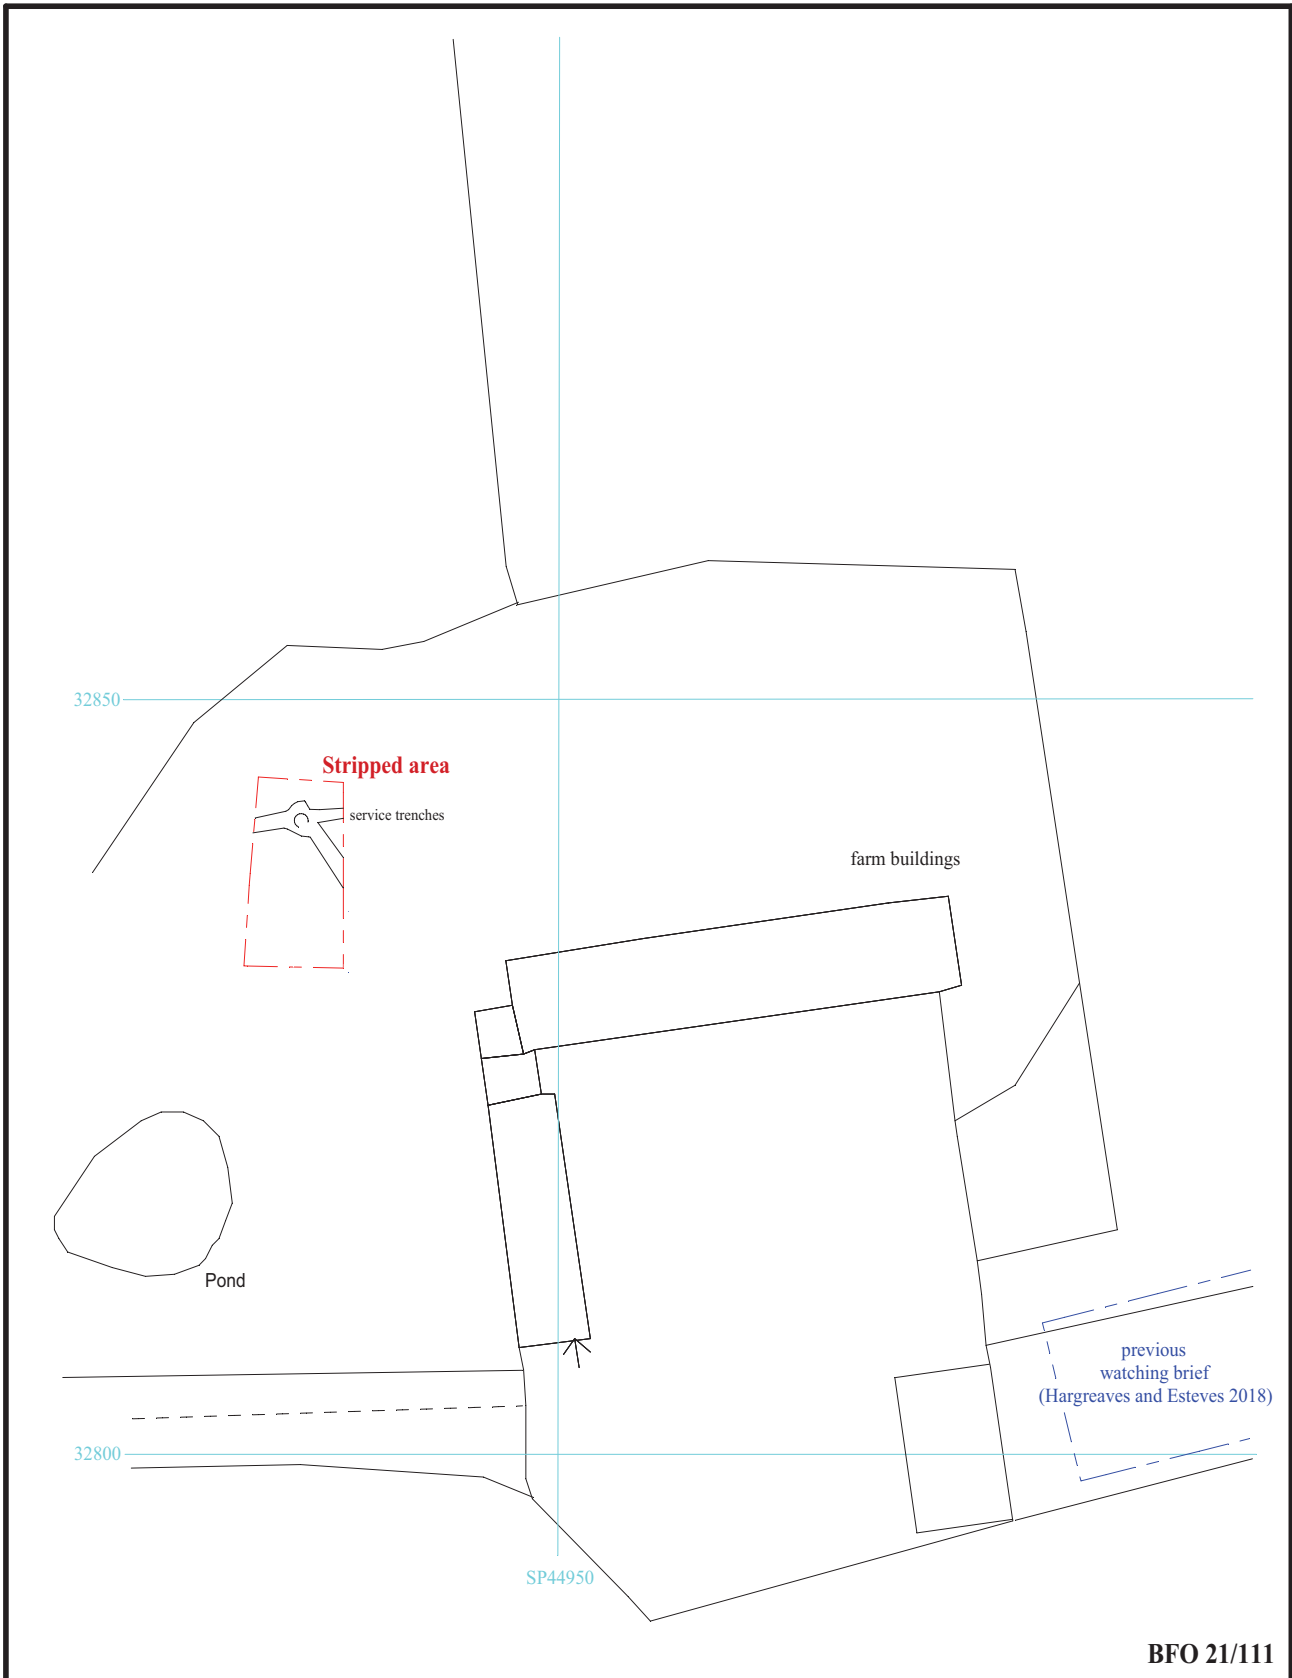 32850
Stripped area
service trenches
farm buildings
Pond
previous
watching brief
(Hargreaves and Esteves 2018)
32800
SP44950
BFO 21/111